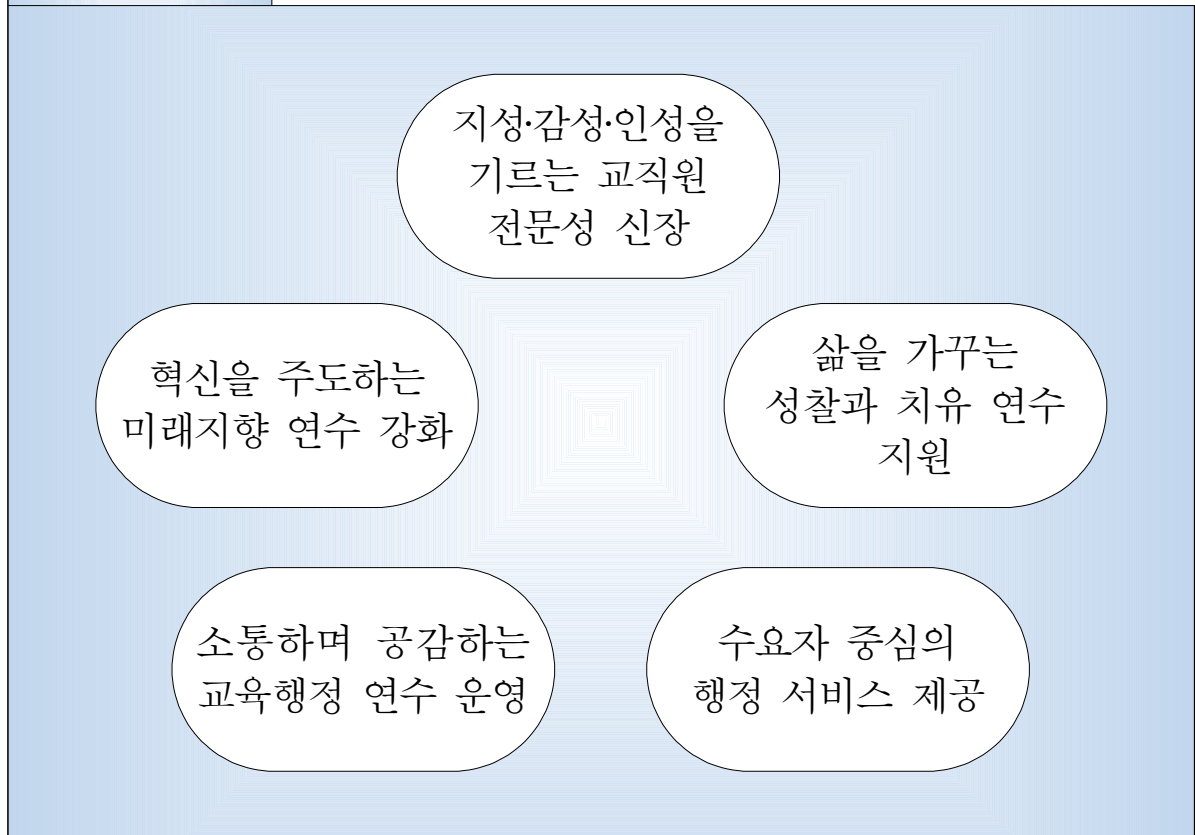 지성·감성·인성을
기르는 교직원
전문성 신장
혁신을 주도하는
미래지향 연수 강화
삶을 가꾸는
성찰과 치유 연수
지원
소통하며 공감하는
교육행정 연수 운영
수요자 중심의
행정 서비스 제공